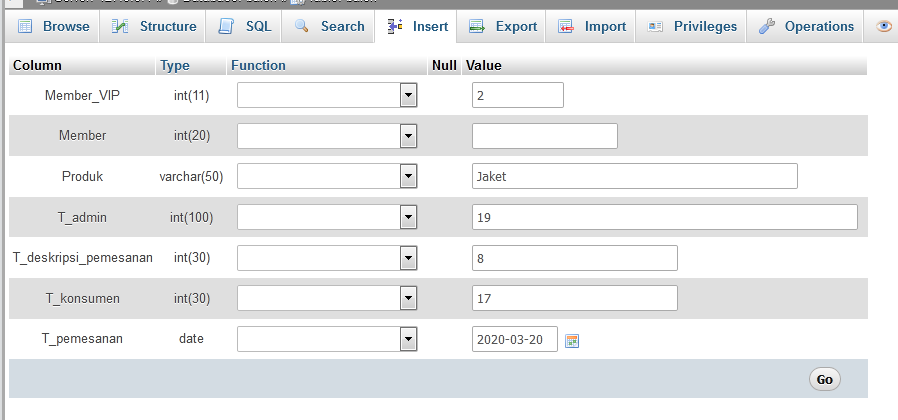 Browse Structure SQL Search Insert Export Import Privileges Operations
Column Type Function Null Value
Member_VIP int(11) 2
Member int(20)
Produk varchar(50) Jaket
T_admin int(100) 19
T_deskripsi_pemesanan int(30) 8
T_konsumen int(30) 17
T_pemesanan date 2020-03-20
Go